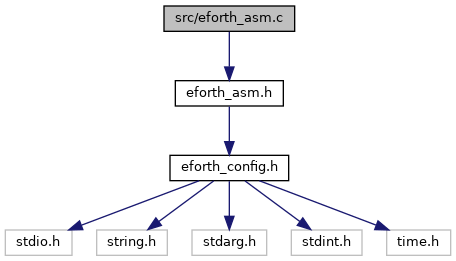 src/eforth_asm.c
eforth_asm.h
eforth_config.h
stdio.h
string.h
stdarg.h
stdint.h
time.h